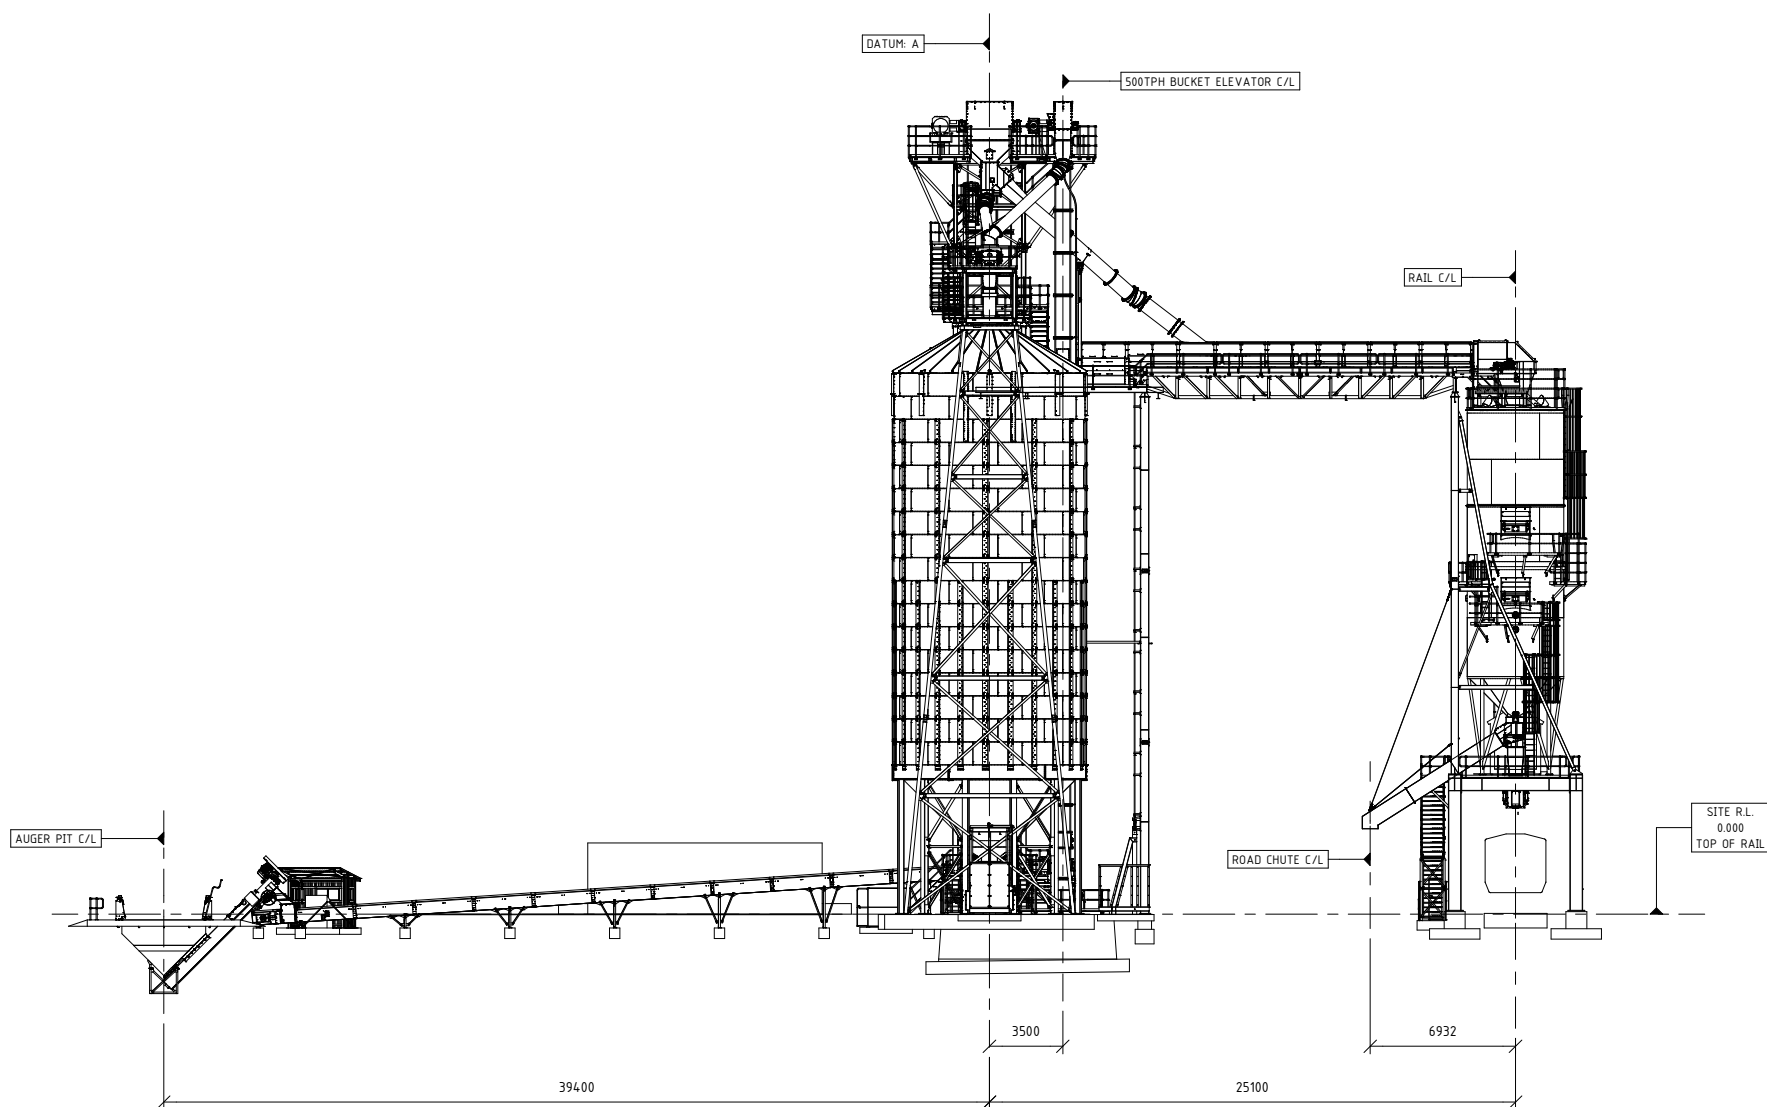 DATUM: A
500TPH BUCKET ELEVATOR C/L
RAIL C/L
SITE R.L.
0.000
TOP OF RAIL
AUGER PIT C/L
ROAD CHUTE C/L
3500
6932
39400
25100